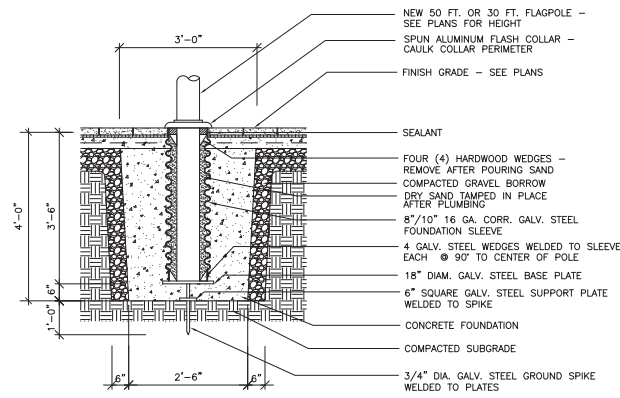 NEW 50 FT. OR 30 FT. FLAGPOLE –
SEE PLANS FOR HEIGHT
SPUN ALUMINUM FLASH COLLAR –
CAULK COLLAR PERIMETER
3'-0"
FINISH GRADE – SEE PLANS
SEALANT
FOUR (4) HARDWOOD WEDGES –
REMOVE AFTER POURING SAND
COMPACTED GRAVEL BORROW
DRY SAND TAMPED IN PLACE
AFTER PLUMBING
8"/10" 16 GA. CORR. GALV. STEEL
FOUNDATION SLEEVE
4'-0"
3'-6"
4 GALV. STEEL WEDGES WELDED TO SLEEVE
EACH @ 90° TO CENTER OF POLE
18" DIAM. GALV. STEEL BASE PLATE
6"
6" SQUARE GALV. STEEL SUPPORT PLATE
WELDED TO SPIKE
1'-0"
CONCRETE FOUNDATION
COMPACTED SUBGRADE
6"
2'-6"
6"
3/4" DIA. GALV. STEEL GROUND SPIKE
WELDED TO PLATES